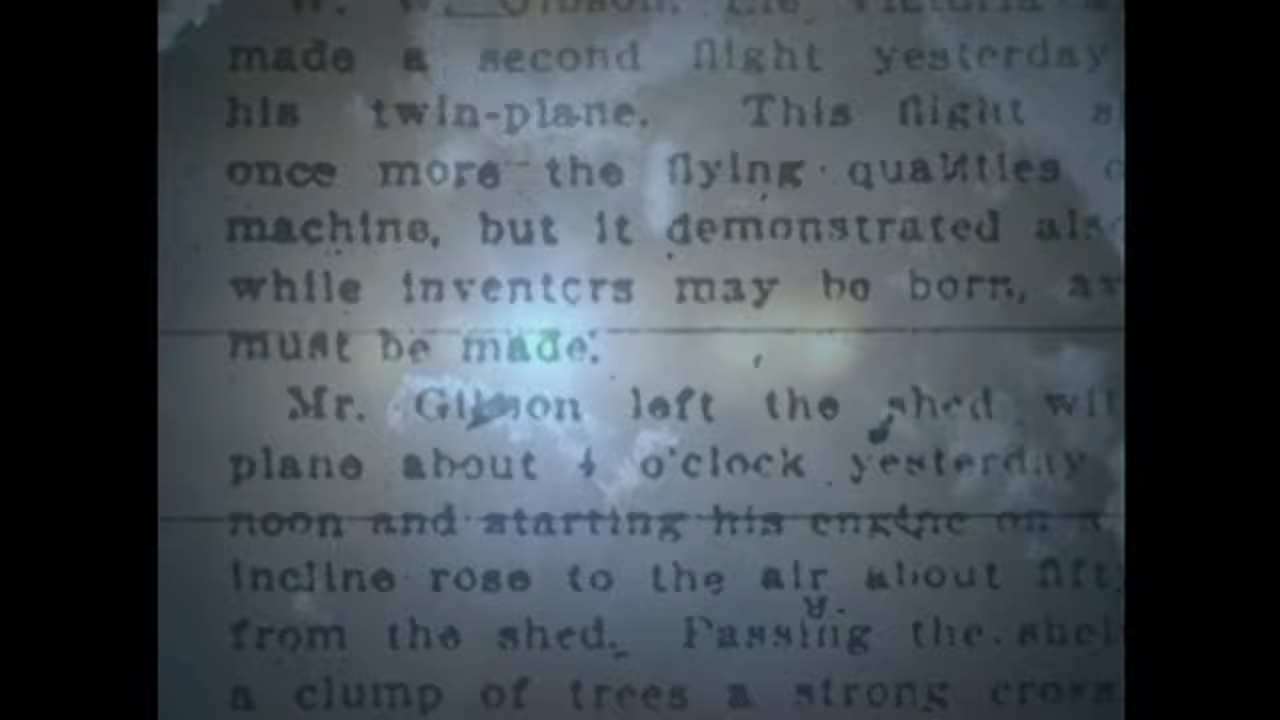 W. W. Gibson, the Victoria
made a second flight yesterday
his twin-plane. This flight
once more the flying qualities
machine, but it demonstrated
while inventors may be born,
must be made.
Mr. Gibson left the shed
plane about 4 o'clock yesterday
noon and starting his engine on
incline rose to the air about
from the shed. Passing the
a clump of trees a strong